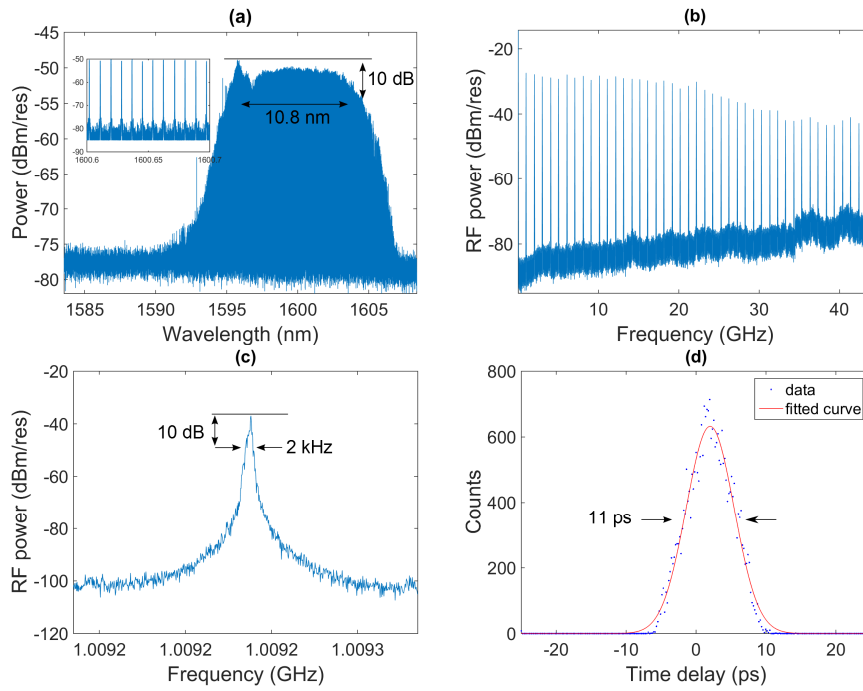 (a)
Power (dBm/res)
-45
-50
-55
-60
-65
-70
-75
-80
1585
1590
1595
1600
1605
Wavelength (nm)
10 dB
10.8 nm
-50
-60
-70
-80
-90
1600.6
1600.65
1600.7
(b)
RF power (dBm/res)
-20
-40
-60
-80
10
20
30
40
Frequency (GHz)
(c)
RF power (dBm/res)
-20
-40
-60
-80
-100
-120
1.0092
1.0092
1.0092
1.0093
Frequency (GHz)
10 dB
2 kHz
(d)
Counts
800
600
400
200
0
-20
-10
0
10
20
Time delay (ps)
data
fitted curve
11 ps